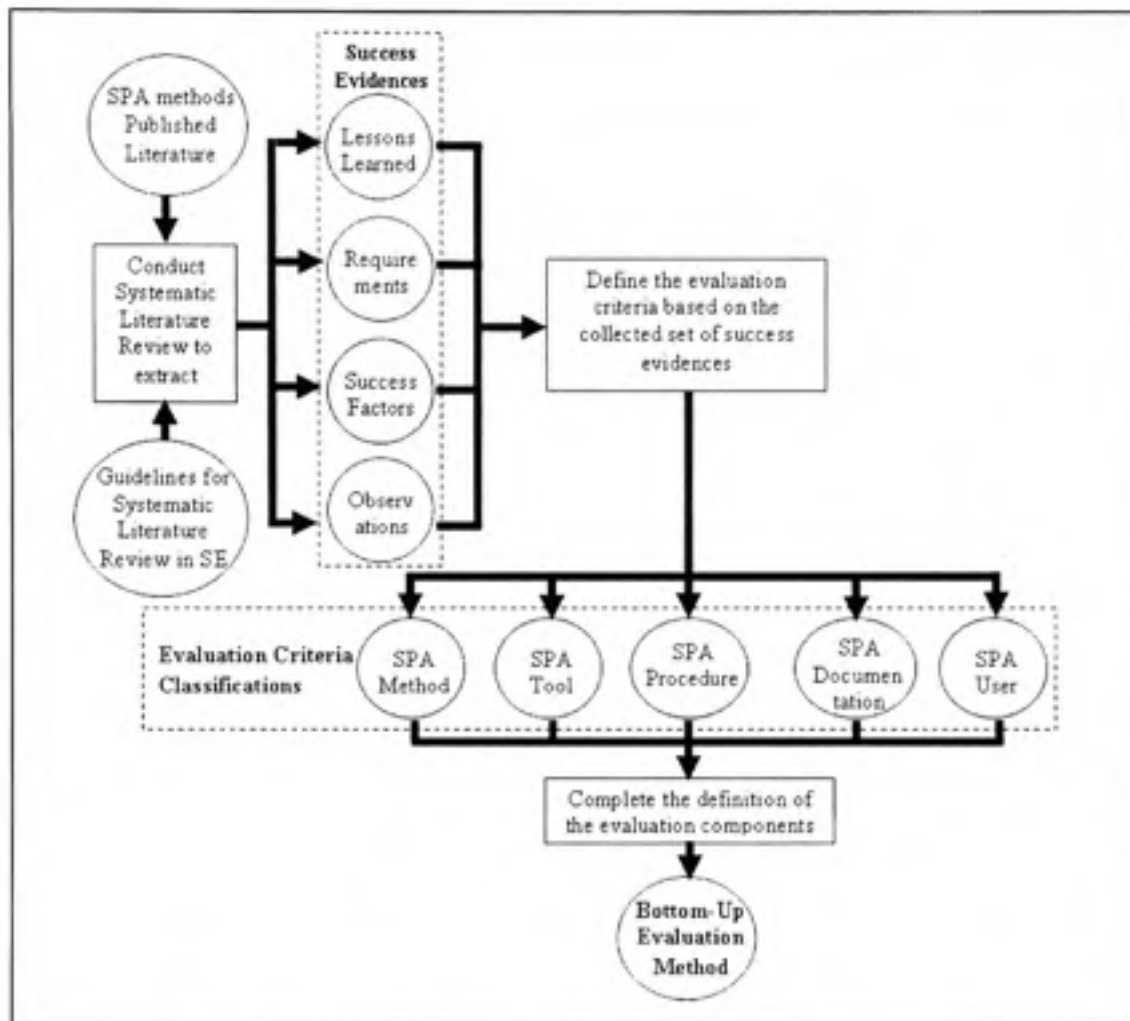 SPA methods
Published
Literature
Conduct
Systematic
Literature
Review to
extract
Guidelines for
Systematic
Literature
Review in SE
Success
Evidences
Lessons
Learned
Require
ments
Success
Factors
Observ
ations
Define the evaluation
criteria based on the
collected set of success
evidences
Evaluation Criteria
Classifications
SPA
Method
SPA
Tool
SPA
Procedure
SPA
Documen
tation
SPA
User
Complete the definition of
the evaluation components
Bottom-Up
Evaluation
Method